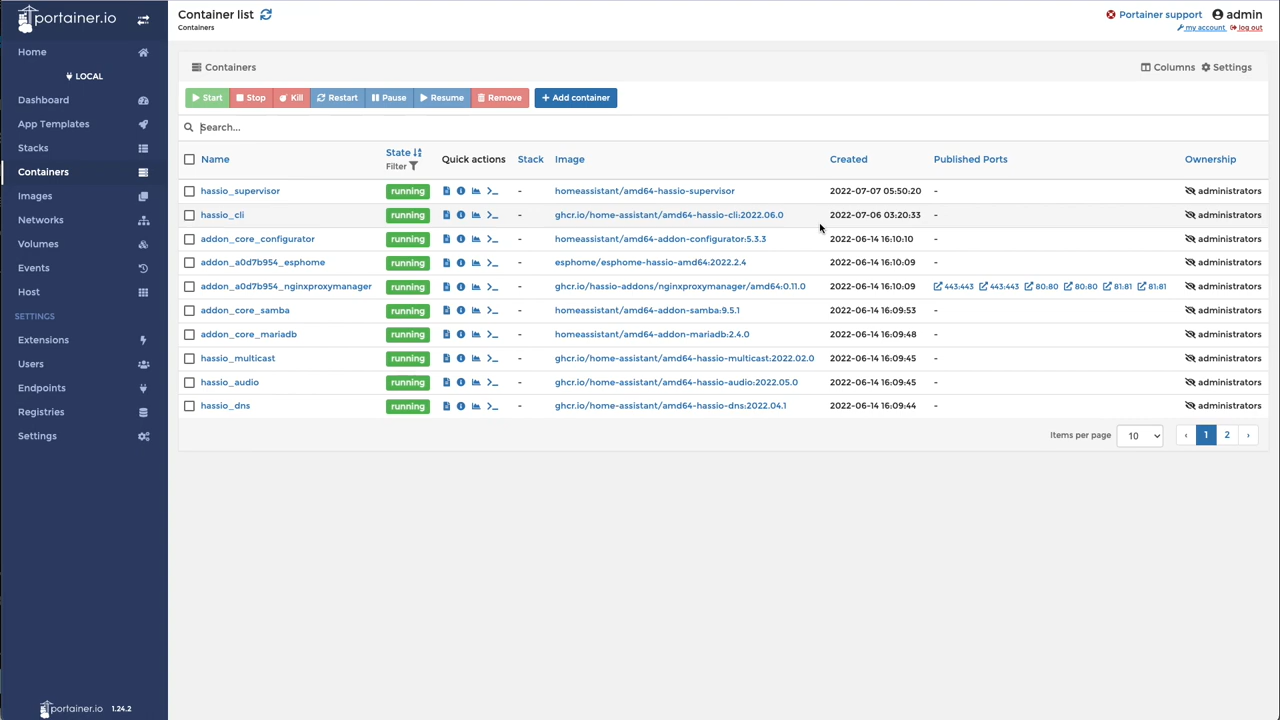 portainer.io
Container list
Containers
Portainer support
admin
my account
log out
Home
LOCAL
Dashboard
App Templates
Stacks
Containers
Images
Networks
Volumes
Events
Host
SETTINGS
Extensions
Users
Endpoints
Registries
Settings
portainer.io 1.24.2
Containers
Columns Settings
Start Stop Kill Restart Pause Resume Remove Add container
Search...
Name State Filter Quick actions Stack Image Created Published Ports Ownership
hassio_supervisor running - homeassistant/amd64-hassio-supervisor 2022-07-07 05:50:20 - administrators
hassio_cli running - ghcr.io/home-assistant/amd64-hassio-cli:2022.06.0 2022-07-06 03:20:33 - administrators
addon_core_configurator running - homeassistant/amd64-addon-configurator:5.3.3 2022-06-14 16:10:10 - administrators
addon_a0d7b954_esphome running - esphome/esphome-hassio-amd64:2022.2.4 2022-06-14 16:10:09 - administrators
addon_a0d7b954_nginxproxymanager running - ghcr.io/hassio-addons/nginxproxymanager/amd64:0.11.0 2022-06-14 16:10:09 443:443 443:443 80:80 80:80 81:81 81:81 administrators
addon_core_samba running - homeassistant/amd64-addon-samba:9.5.1 2022-06-14 16:09:53 - administrators
addon_core_mariadb running - homeassistant/amd64-addon-mariadb:2.4.0 2022-06-14 16:09:48 - administrators
hassio_multicast running - ghcr.io/home-assistant/amd64-hassio-multicast:2022.02.0 2022-06-14 16:09:45 - administrators
hassio_audio running - ghcr.io/home-assistant/amd64-hassio-audio:2022.05.0 2022-06-14 16:09:45 - administrators
hassio_dns running - ghcr.io/home-assistant/amd64-hassio-dns:2022.04.1 2022-06-14 16:09:44 - administrators
Items per page 10 ‹ 1 2 ›